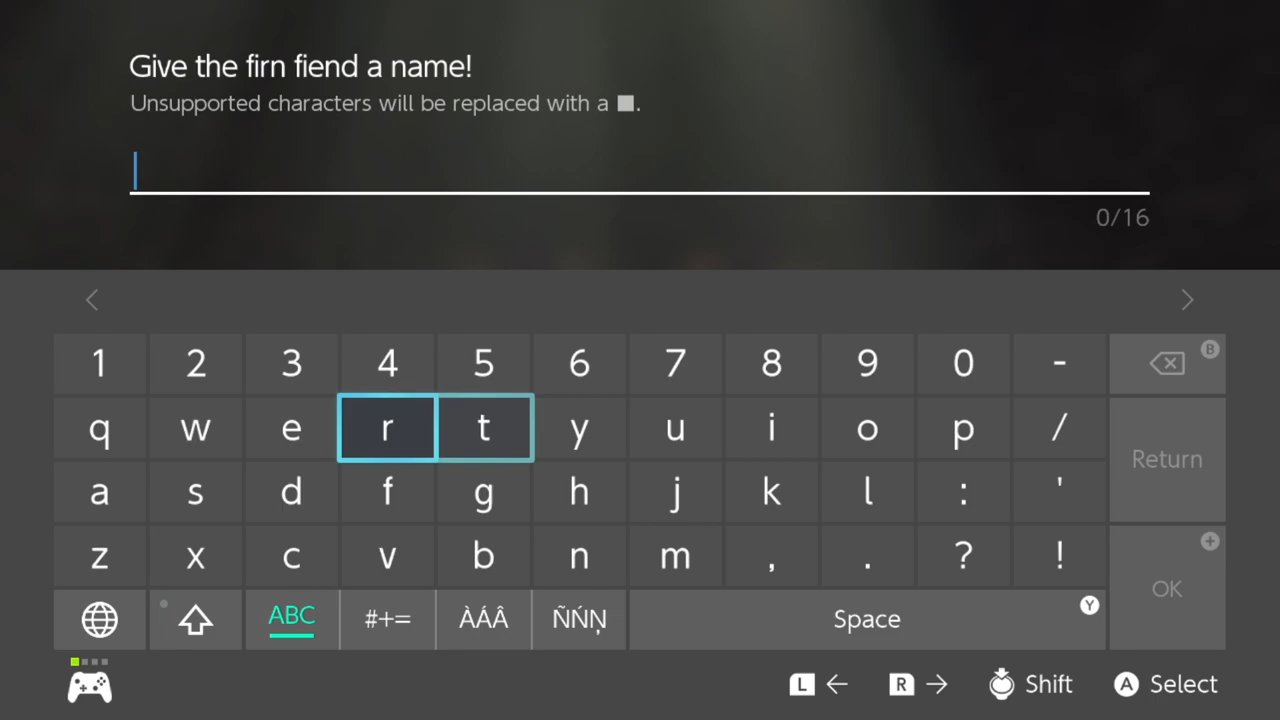 Give the firn fiend a name!
Unsupported characters will be replaced with a ■.
0/16
1 2 3 4 5 6 7 8 9 0 - B
q w e r t y u i o p / Return
a s d f g h j k l : '
z x c v b n m , . ? ! + OK
ABC #+= ÀÁÂ ÑŃŅ Space Y
L ← R → Shift A Select